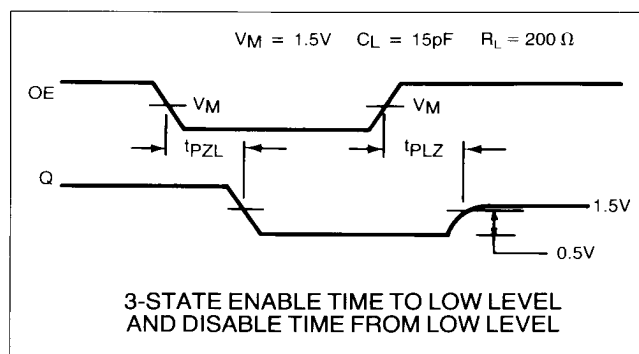 VM = 1.5V CL = 15pF RL = 200 Ω
OE
VM
VM
tPZL
tPLZ
Q
1.5V
0.5V
3-STATE ENABLE TIME TO LOW LEVEL
AND DISABLE TIME FROM LOW LEVEL